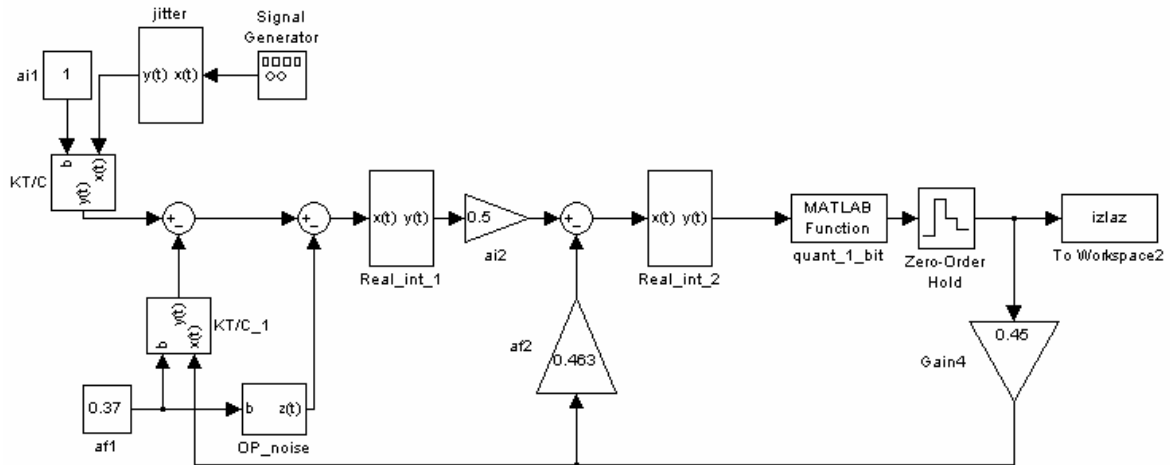 jitter
Signal
Generator
y(t) x(t)
ai1
1
KT/C
b
x(t)
y(t)
+
−
+
−
x(t) y(t)
Real_int_1
0.5
ai2
+
−
x(t) y(t)
Real_int_2
MATLAB
Function
quant_1_bit
Zero-Order
Hold
izlaz
To Workspace2
y(t)
b
x(t)
KT/C_1
0.37
af1
b z(t)
OP_noise
af2
0.463
0.45
Gain4